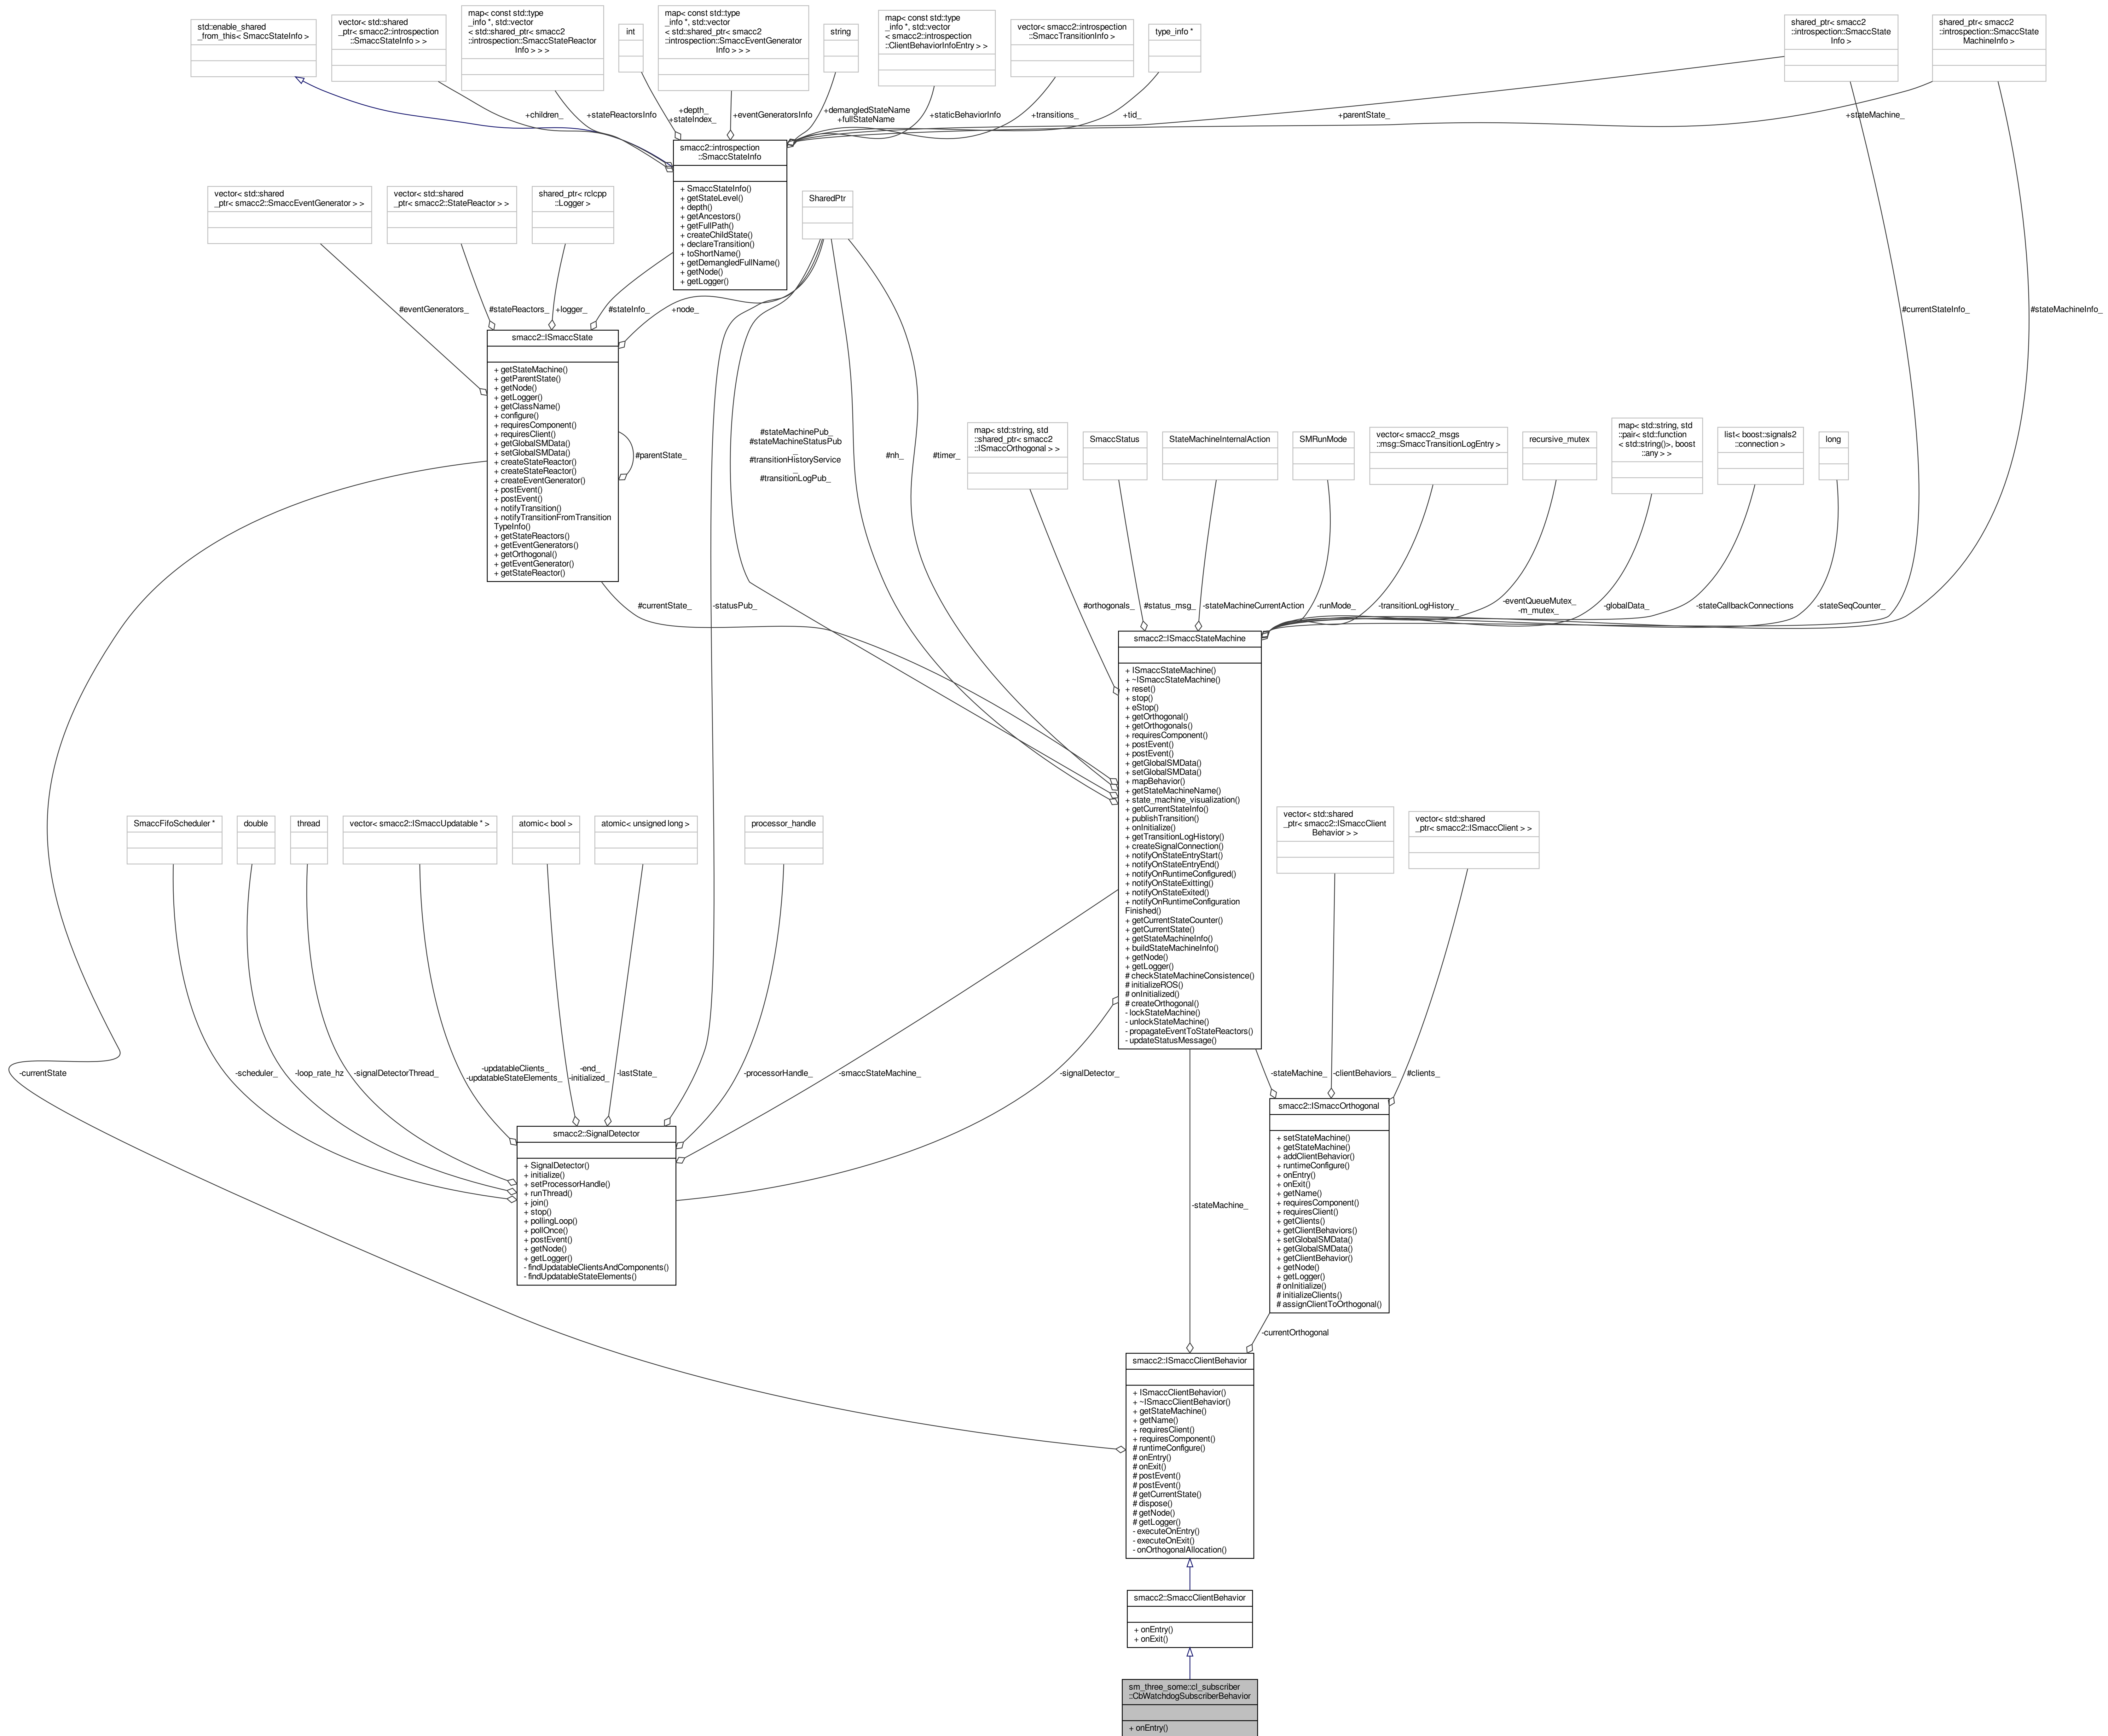 std::enable_shared
_from_this< SmaccStateInfo >
vector< std::shared
_ptr< smacc2::introspection
::SmaccStateInfo > >
map< const std::type
_info *, std::vector
< std::shared_ptr< smacc2
::introspection::SmaccStateReactor
Info > > >
int
map< const std::type
_info *, std::vector
< std::shared_ptr< smacc2
::introspection::SmaccEventGenerator
Info > > >
string
map< const std::type
_info *, std::vector
< smacc2::introspection
::ClientBehaviorInfoEntry > >
vector< smacc2::introspection
::SmaccTransitionInfo >
type_info *
shared_ptr< smacc2
::introspection::SmaccState
Info >
shared_ptr< smacc2
::introspection::SmaccState
MachineInfo >
+children_
+stateReactorsInfo
+depth_
+stateIndex_
+eventGeneratorsInfo
+demangledStateName
+fullStateName
+staticBehaviorInfo
+transitions_
+tid_
+parentState_
+stateMachine_
smacc2::introspection
::SmaccStateInfo
+ SmaccStateInfo()
+ getStateLevel()
+ depth()
+ getAncestors()
+ getFullPath()
+ createChildState()
+ declareTransition()
+ toShortName()
+ getDemangledFullName()
+ getNode()
+ getLogger()
vector< std::shared
_ptr< smacc2::SmaccEventGenerator > >
vector< std::shared
_ptr< smacc2::StateReactor > >
shared_ptr< rclcpp
::Logger >
SharedPtr
#eventGenerators_
#stateReactors_
+logger_
#stateInfo_
+node_
#currentStateInfo_
#stateMachineInfo_
smacc2::ISmaccState
+ getStateMachine()
+ getParentState()
+ getNode()
+ getLogger()
+ getClassName()
+ configure()
+ requiresComponent()
+ requiresClient()
+ getGlobalSMData()
+ setGlobalSMData()
+ createStateReactor()
+ createStateReactor()
+ createEventGenerator()
+ postEvent()
+ postEvent()
+ notifyTransition()
+ notifyTransitionFromTransition
TypeInfo()
+ getStateReactors()
+ getEventGenerators()
+ getOrthogonal()
+ getEventGenerator()
+ getStateReactor()
#parentState_
#stateMachinePub_
#stateMachineStatusPub
_
#transitionHistoryService
_
#transitionLogPub_
#nh_
#timer_
map< std::string, std
::shared_ptr< smacc2
::ISmaccOrthogonal > >
SmaccStatus
StateMachineInternalAction
SMRunMode
vector< smacc2_msgs
::msg::SmaccTransitionLogEntry >
recursive_mutex
map< std::string, std
::pair< std::function
< std::string()>, boost
::any > >
list< boost::signals2
::connection >
long
#currentState_
-statusPub_
#orthogonals_
#status_msg_
-stateMachineCurrentAction
-runMode_
-transitionLogHistory_
-eventQueueMutex_
-m_mutex_
-globalData_
-stateCallbackConnections
-stateSeqCounter_
smacc2::ISmaccStateMachine
+ ISmaccStateMachine()
+ ~ISmaccStateMachine()
+ reset()
+ stop()
+ eStop()
+ getOrthogonal()
+ getOrthogonals()
+ requiresComponent()
+ postEvent()
+ postEvent()
+ getGlobalSMData()
+ setGlobalSMData()
+ mapBehavior()
+ getStateMachineName()
+ state_machine_visualization()
+ getCurrentStateInfo()
+ publishTransition()
+ onInitialize()
+ getTransitionLogHistory()
+ createSignalConnection()
+ notifyOnStateEntryStart()
+ notifyOnStateEntryEnd()
+ notifyOnRuntimeConfigured()
+ notifyOnStateExitting()
+ notifyOnStateExited()
+ notifyOnRuntimeConfiguration
Finished()
+ getCurrentStateCounter()
+ getCurrentState()
+ getStateMachineInfo()
+ buildStateMachineInfo()
+ getNode()
+ getLogger()
# checkStateMachineConsistence()
# initializeROS()
# onInitialized()
# createOrthogonal()
- lockStateMachine()
- unlockStateMachine()
- propagateEventToStateReactors()
- updateStatusMessage()
SmaccFifoScheduler *
double
thread
vector< smacc2::ISmaccUpdatable * >
atomic< bool >
atomic< unsigned long >
processor_handle
vector< std::shared
_ptr< smacc2::ISmaccClient
Behavior > >
vector< std::shared
_ptr< smacc2::ISmaccClient > >
-currentState
-scheduler_
-loop_rate_hz
-signalDetectorThread_
-updatableClients_
-updatableStateElements_
-end_
-initialized_
-lastState_
-processorHandle_
-smaccStateMachine_
-signalDetector_
-stateMachine_
-clientBehaviors_
#clients_
smacc2::SignalDetector
+ SignalDetector()
+ initialize()
+ setProcessorHandle()
+ runThread()
+ join()
+ stop()
+ pollingLoop()
+ pollOnce()
+ postEvent()
+ getNode()
+ getLogger()
- findUpdatableClientsAndComponents()
- findUpdatableStateElements()
smacc2::ISmaccOrthogonal
+ setStateMachine()
+ getStateMachine()
+ addClientBehavior()
+ runtimeConfigure()
+ onEntry()
+ onExit()
+ getName()
+ requiresComponent()
+ requiresClient()
+ getClients()
+ getClientBehaviors()
+ setGlobalSMData()
+ getGlobalSMData()
+ getClientBehavior()
+ getNode()
+ getLogger()
# onInitialize()
# initializeClients()
# assignClientToOrthogonal()
-stateMachine_
-currentOrthogonal
smacc2::ISmaccClientBehavior
+ ISmaccClientBehavior()
+ ~ISmaccClientBehavior()
+ getStateMachine()
+ getName()
+ requiresClient()
+ requiresComponent()
# runtimeConfigure()
# onEntry()
# onExit()
# postEvent()
# postEvent()
# getCurrentState()
# dispose()
# getNode()
# getLogger()
- executeOnEntry()
- executeOnExit()
- onOrthogonalAllocation()
smacc2::SmaccClientBehavior
+ onEntry()
+ onExit()
sm_three_some::cl_subscriber
::CbWatchdogSubscriberBehavior
+ onEntry()